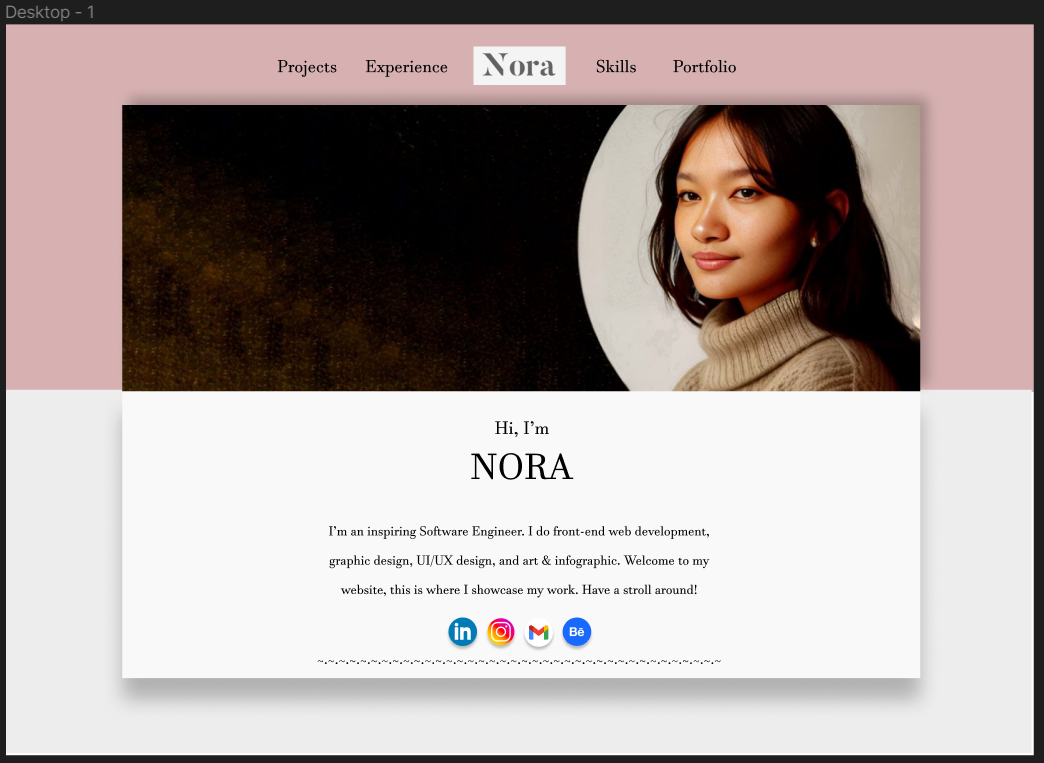 Desktop - 1
Projects Experience Nora Skills Portfolio
Hi, I’m
NORA
I’m an inspiring Software Engineer. I do front-end web development,
graphic design, UI/UX design, and art & infographic. Welcome to my
website, this is where I showcase my work. Have a stroll around!
in Bē
~.~.~.~.~.~.~.~.~.~.~.~.~.~.~.~.~.~.~.~.~.~.~.~.~.~.~.~.~.~.~.~.~.~.~.~.~.~